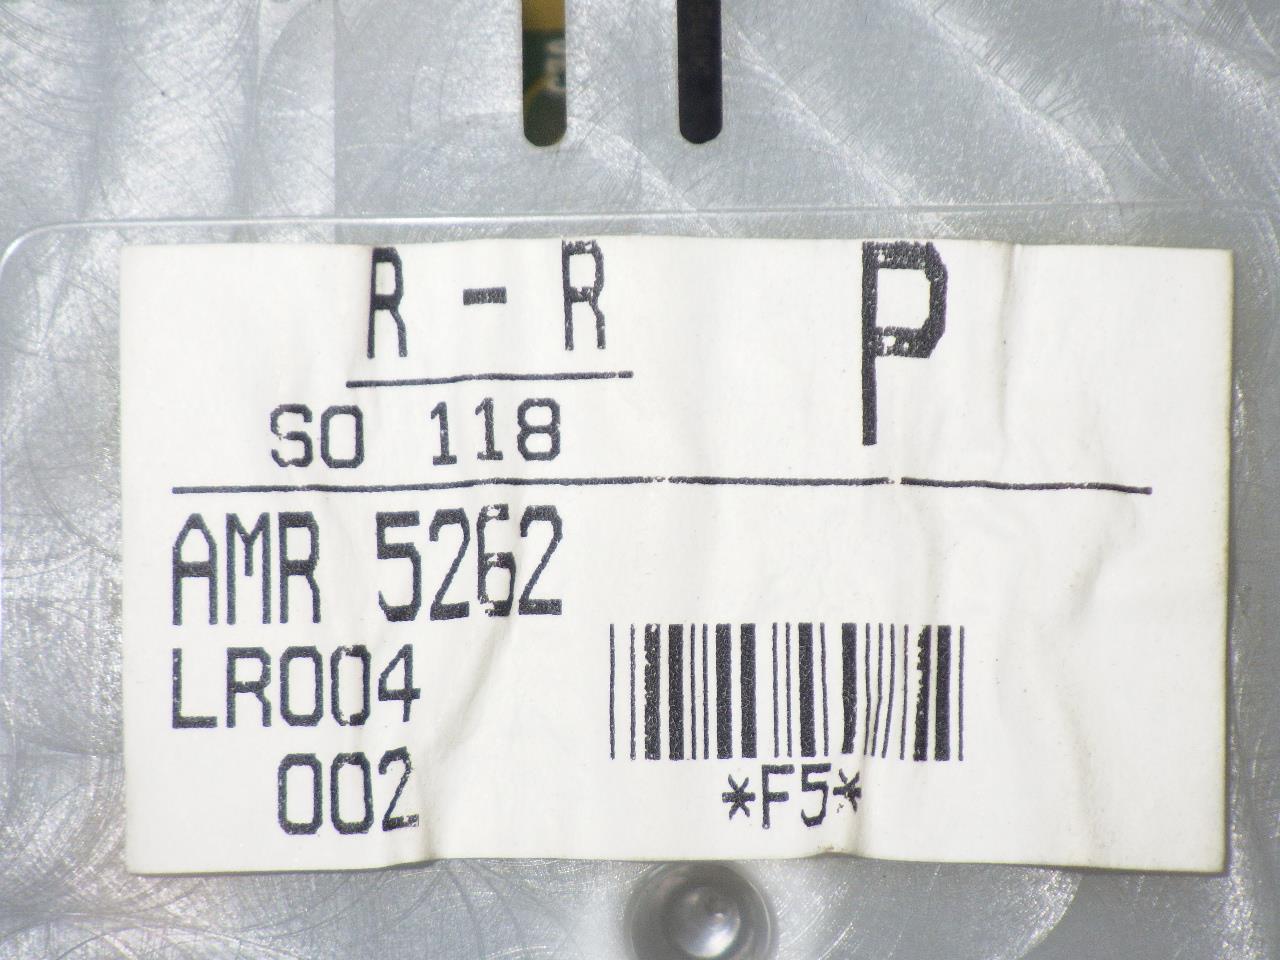 R - R P
SO 118
AMR 5262
LR004
002
*F5*